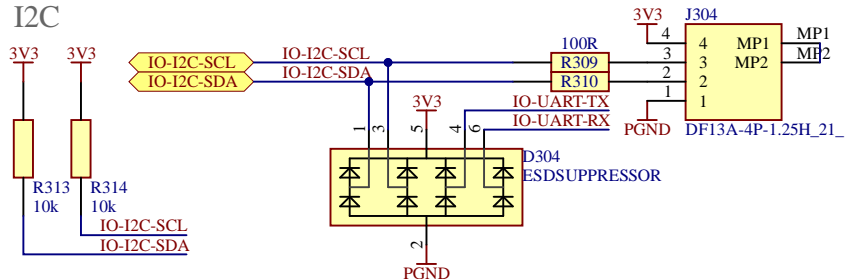 I2C
3V3
3V3
R313
10k
R314
10k
IO-I2C-SCL
IO-I2C-SDA
IO-I2C-SCL
IO-I2C-SDA
IO-I2C-SCL
IO-I2C-SDA
100R
R309
R310
IO-UART-TX
IO-UART-RX
3V3
1
3
5
4
6
D304
ESDSUPPRESSOR
2
PGND
3V3
J304
4
3
2
1
4
3
2
1
MP1
MP2
MP1
MP2
PGND
DF13A-4P-1.25H_21_